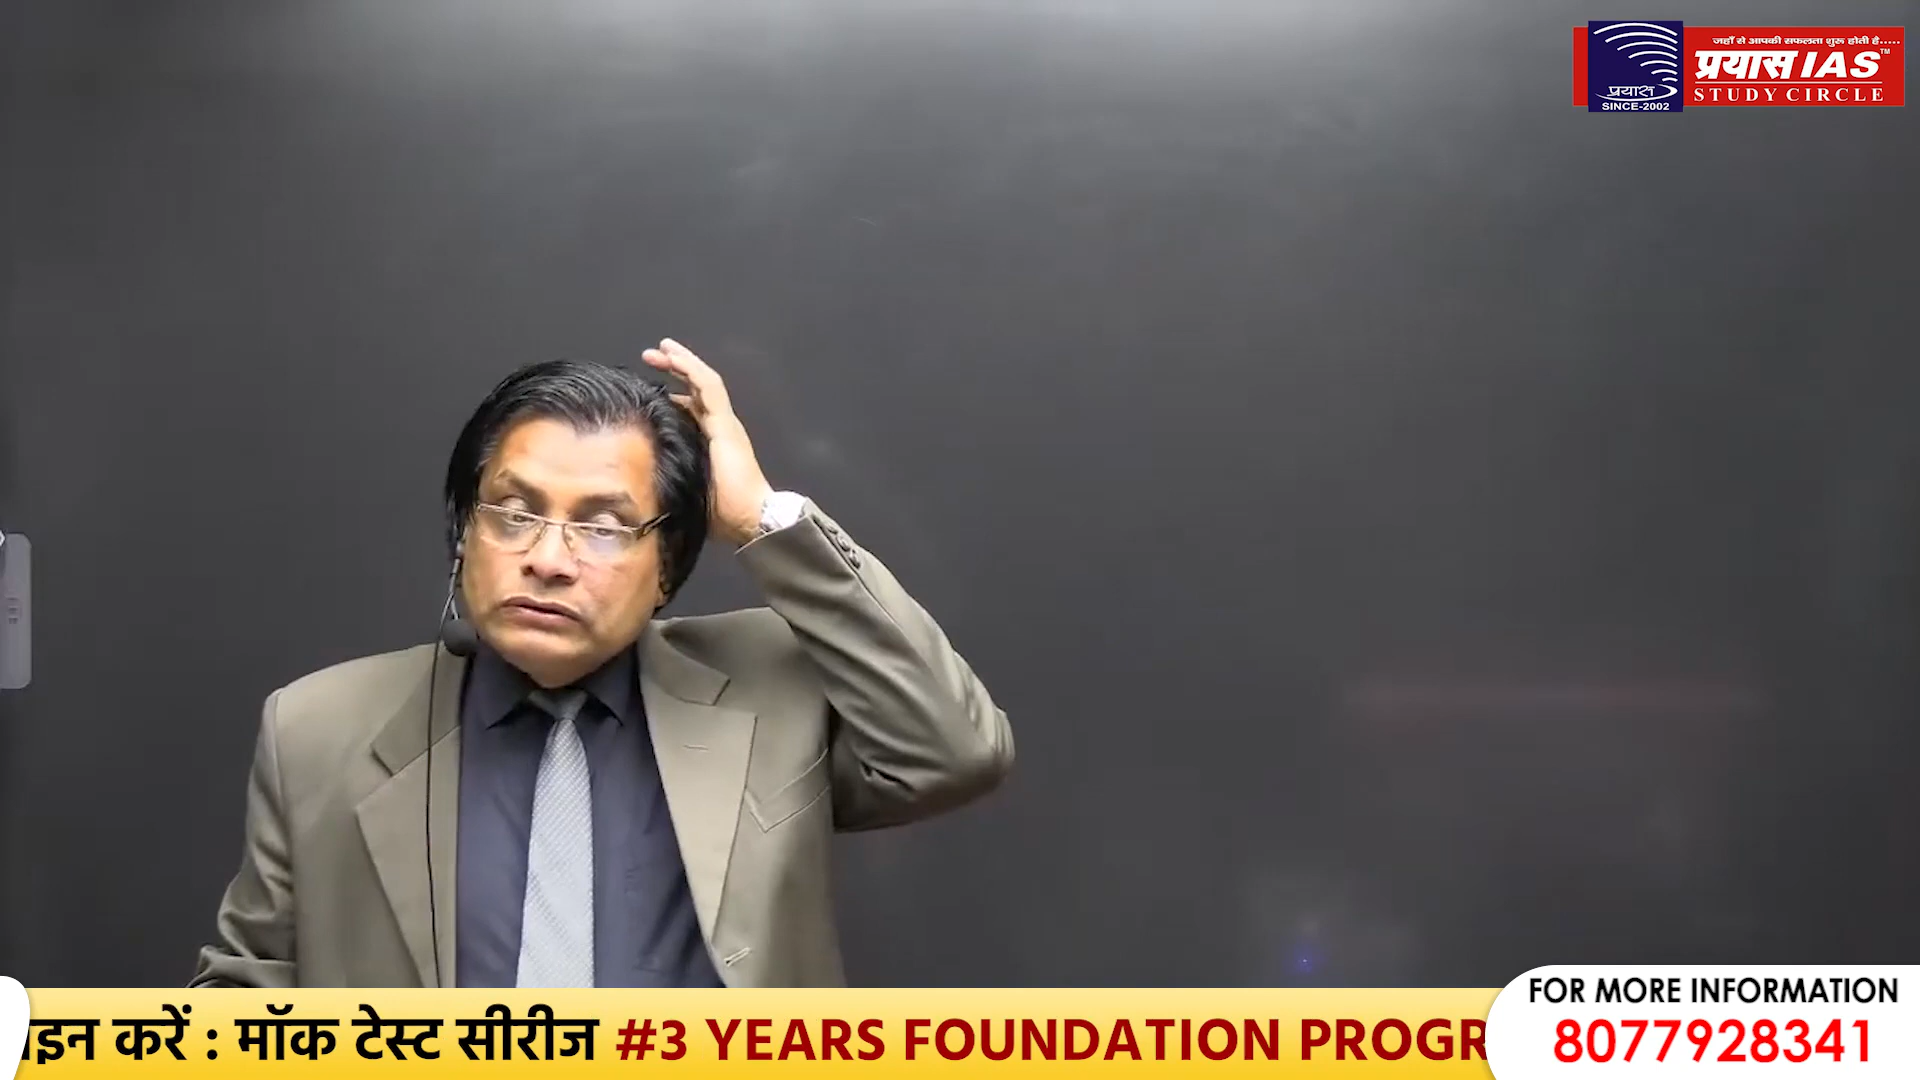 जहाँ से आपकी सफलता शुरू होती है.....
प्रयास IAS™
STUDY CIRCLE
प्रयास
SINCE-2002
इन करें : मॉक टेस्ट सीरीज #3 YEARS FOUNDATION PROGR
FOR MORE INFORMATION
8077928341